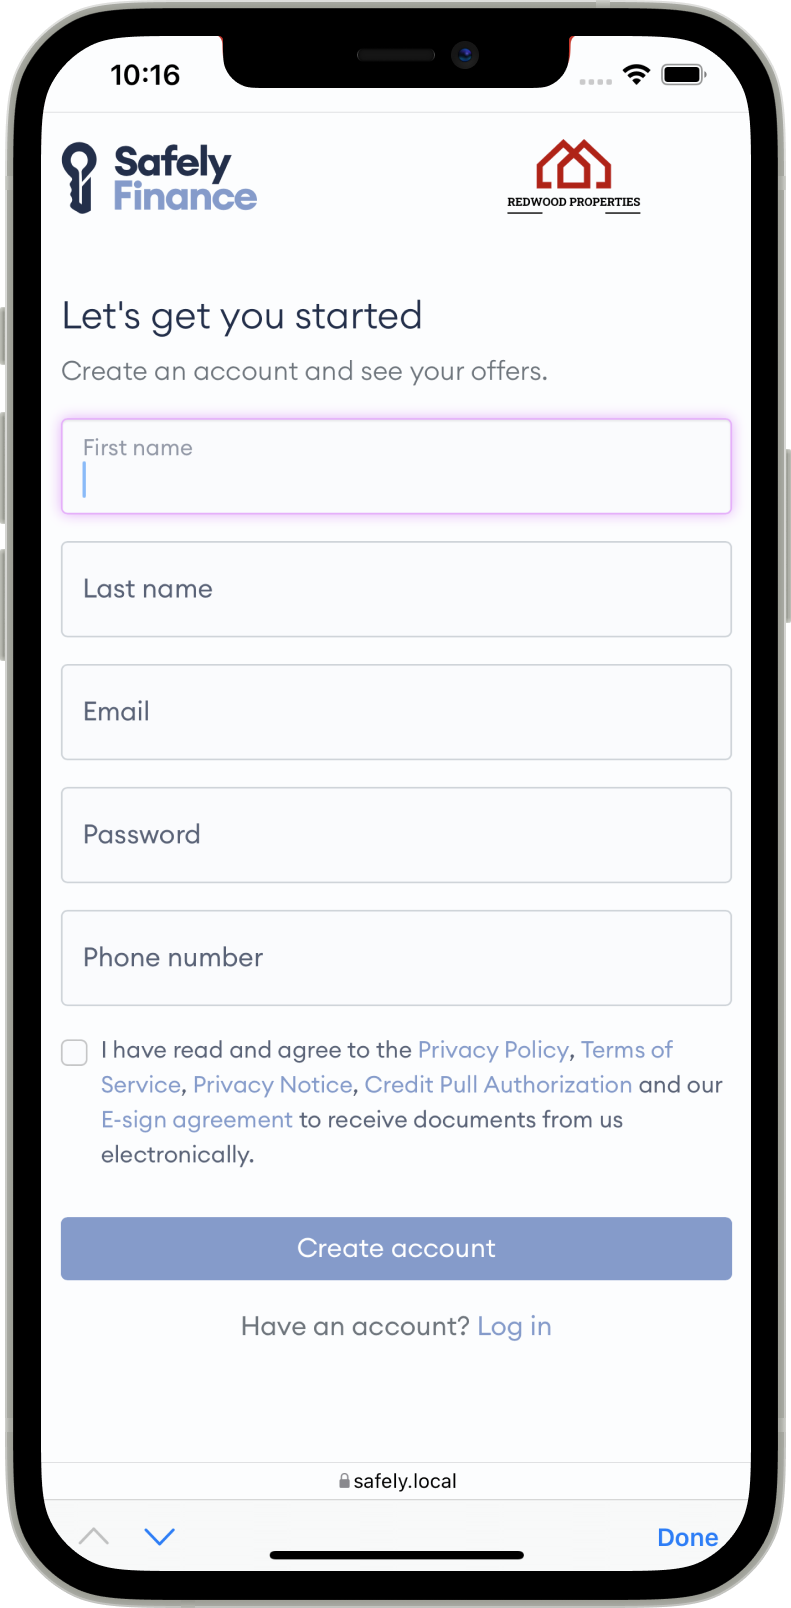 10:16
Safely
Finance
REDWOOD PROPERTIES
Let's get you started
Create an account and see your offers.
First name
Last name
Email
Password
Phone number
I have read and agree to the Privacy Policy, Terms of
Service, Privacy Notice, Credit Pull Authorization and our
E-sign agreement to receive documents from us
electronically.
Create account
Have an account? Log in
safely.local
Done